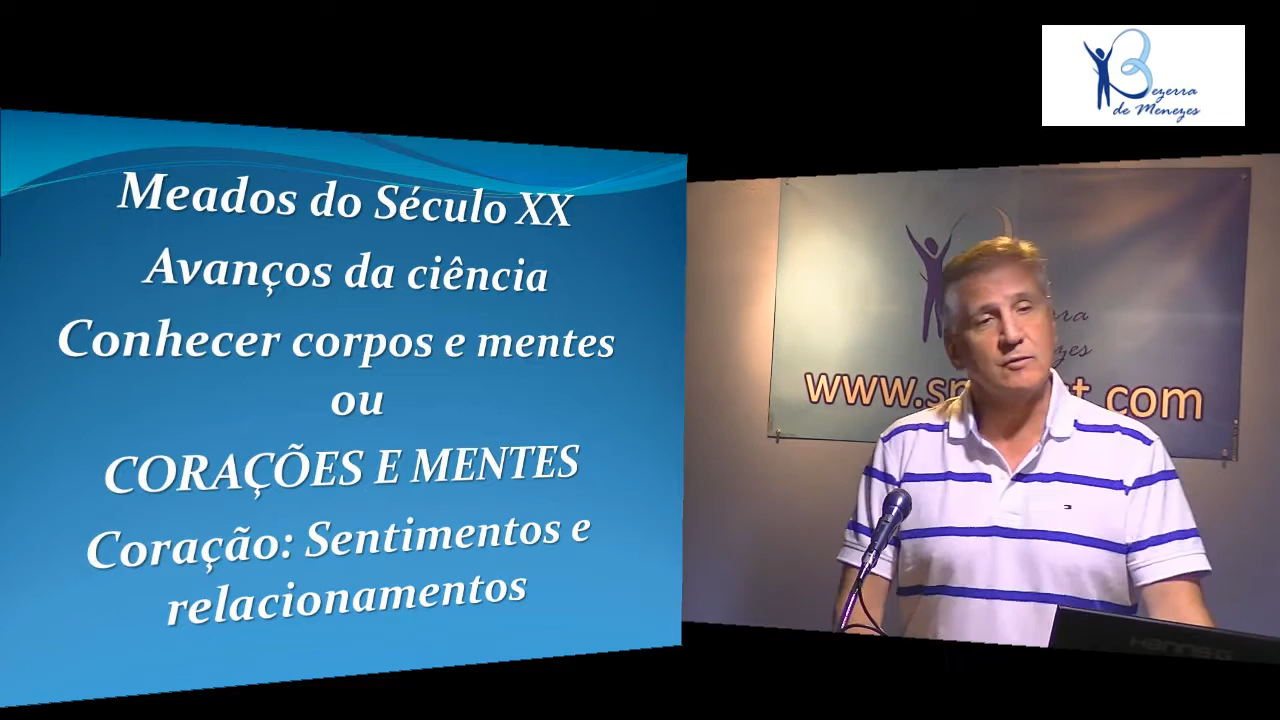 Meados do Século XX
Avanços da ciência
Conhecer corpos e mentes
ou
CORAÇÕES E MENTES
Coração: Sentimentos e
relacionamentos
Bezerra
de Menezes
.com